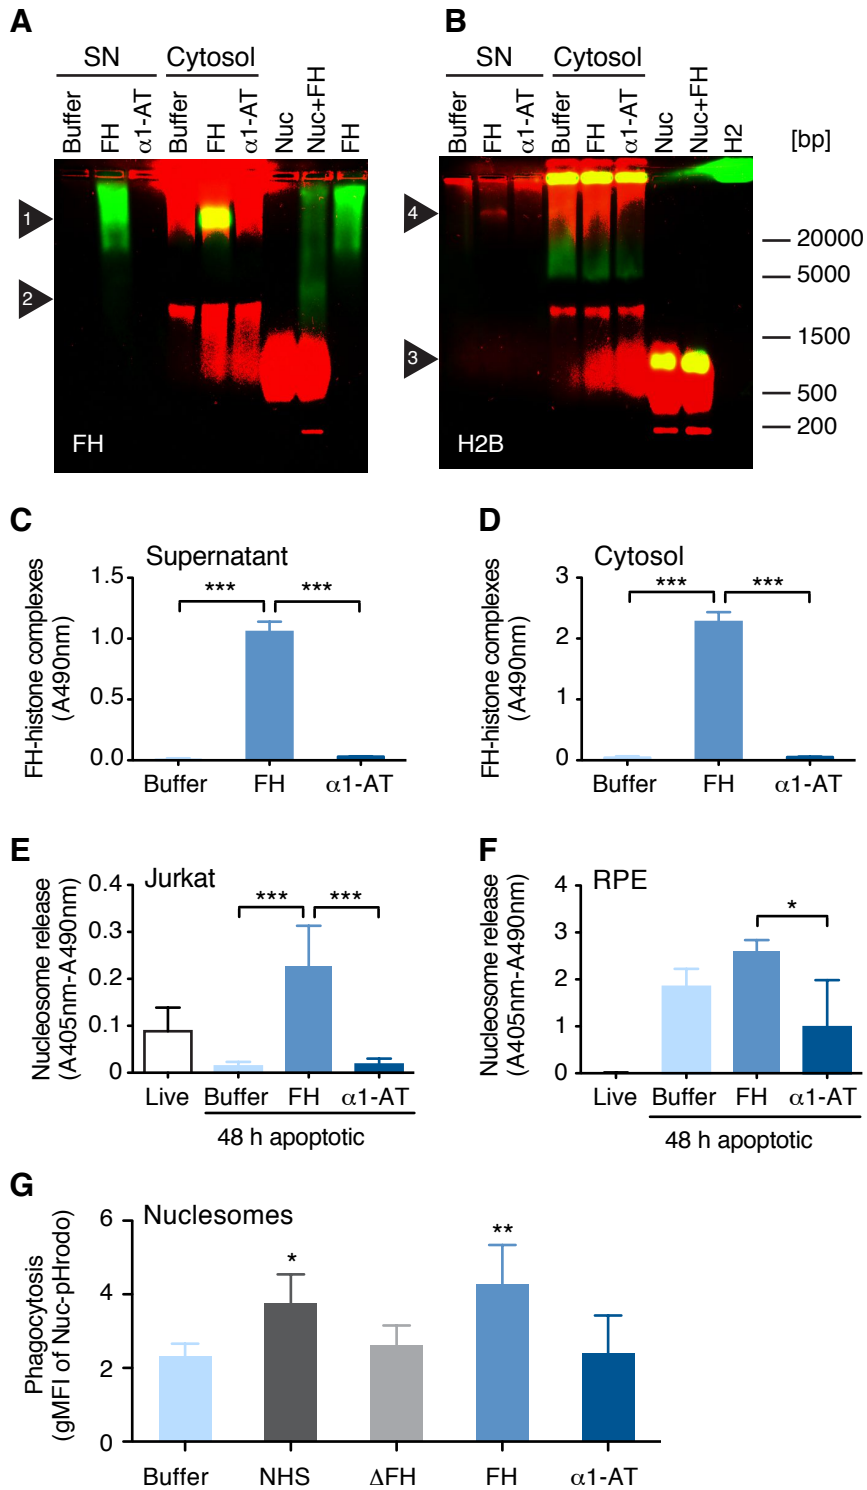 A
B
SN
Cytosol
Buffer
FH
α1-AT
Buffer
FH
α1-AT
Nuc
Nuc+FH
FH
SN
Cytosol
Buffer
FH
α1-AT
Buffer
FH
α1-AT
Nuc
Nuc+FH
H2
[bp]
1
2
FH
4
3
H2B
20000
5000
1500
500
200
C
Supernatant
FH-histone complexes
(A490nm)
1.5
1.0
0.5
0.0
*** ***
Buffer FH α1-AT
D
Cytosol
FH-histone complexes
(A490nm)
3
2
1
0
*** ***
Buffer FH α1-AT
E
Jurkat
Nucleosome release
(A405nm-A490nm)
0.4
0.3
0.2
0.1
0
*** ***
Live Buffer FH α1-AT
48 h apoptotic
F
RPE
Nucleosome release
(A405nm-A490nm)
4
3
2
1
0
*
Live Buffer FH α1-AT
48 h apoptotic
G
Nuclesomes
Phagocytosis
(gMFI of Nuc-pHrodo)
6
4
2
0
* **
Buffer NHS ΔFH FH α1-AT